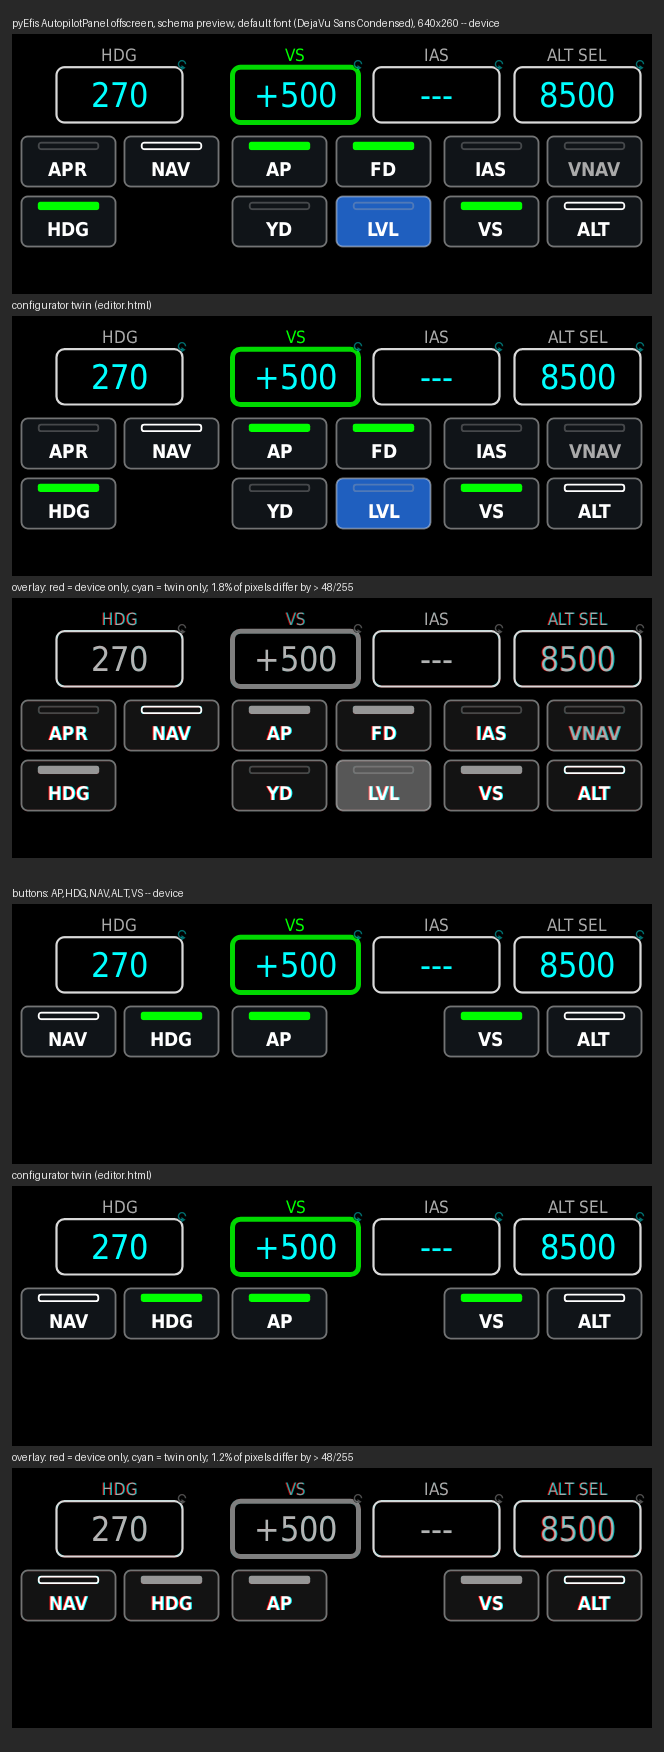 pyEfis AutopilotPanel offscreen, schema preview, default font (DejaVu Sans Condensed), 640x260 -- device
HDG VS IAS ALT SEL
270 +500 --- 8500
APR NAV AP FD IAS VNAV
HDG YD LVL VS ALT
configurator twin (editor.html)
HDG VS IAS ALT SEL
270 +500 --- 8500
APR NAV AP FD IAS VNAV
HDG YD LVL VS ALT
overlay: red = device only, cyan = twin only; 1.8% of pixels differ by > 48/255
HDG VS IAS ALT SEL
270 +500 --- 8500
APR NAV AP FD IAS VNAV
HDG YD LVL VS ALT
buttons: AP,HDG,NAV,ALT,VS -- device
HDG VS IAS ALT SEL
270 +500 --- 8500
NAV HDG AP VS ALT
configurator twin (editor.html)
HDG VS IAS ALT SEL
270 +500 --- 8500
NAV HDG AP VS ALT
overlay: red = device only, cyan = twin only; 1.2% of pixels differ by > 48/255
HDG VS IAS ALT SEL
270 +500 --- 8500
NAV HDG AP VS ALT